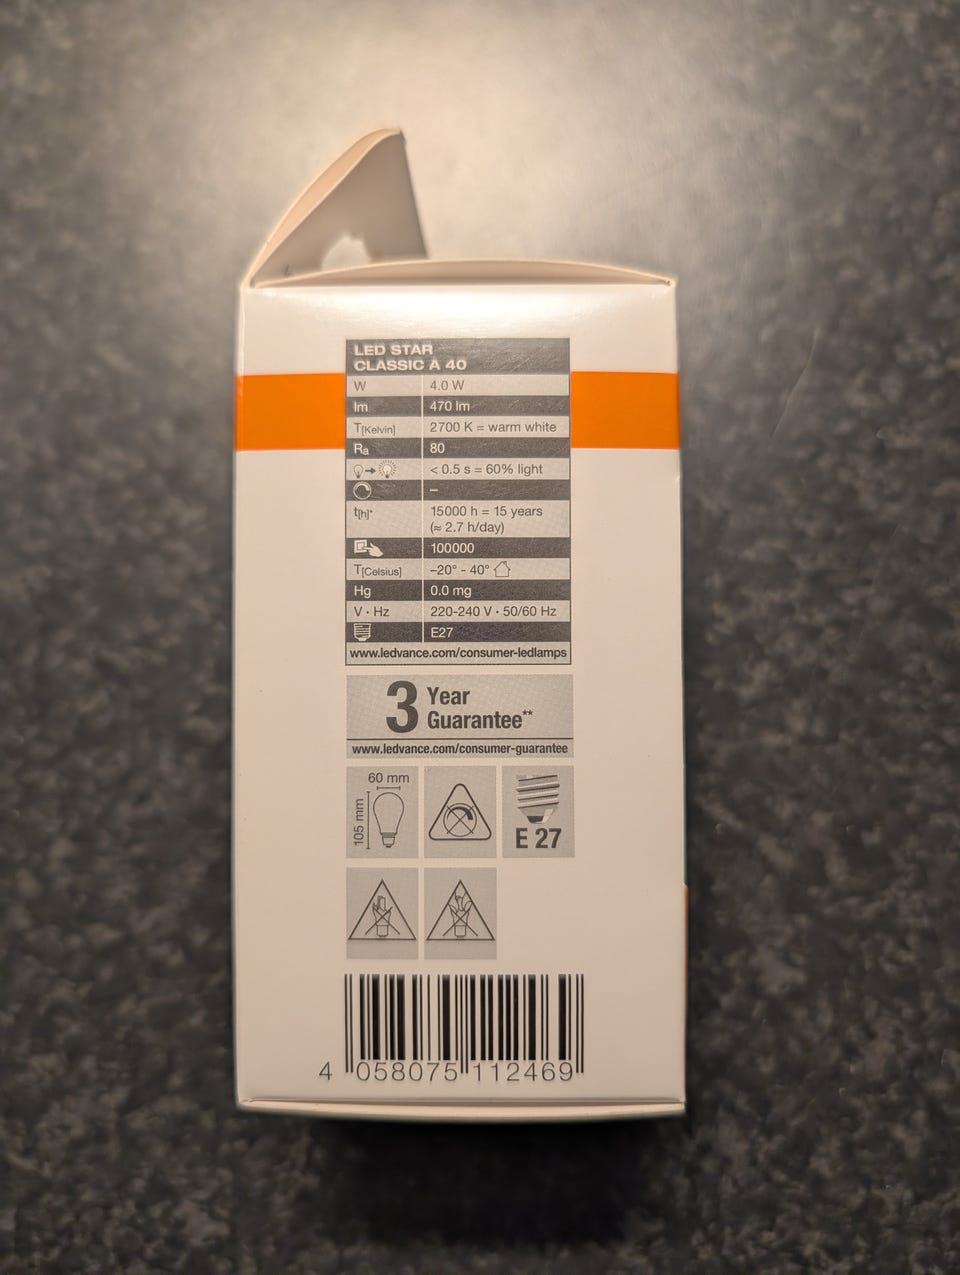 LED STAR
CLASSIC A 40
W 4.0 W
lm 470 lm
T[Kelvin] 2700 K = warm white
Ra 80
< 0.5 s = 60% light
–
t[h]* 15000 h = 15 years
(≈ 2.7 h/day)
100000
T[Celsius] –20° - 40°
Hg 0.0 mg
V · Hz 220-240 V · 50/60 Hz
E27
www.ledvance.com/consumer-ledlamps
3 Year
Guarantee**
www.ledvance.com/consumer-guarantee
60 mm
105 mm
E 27
4 058075 112469